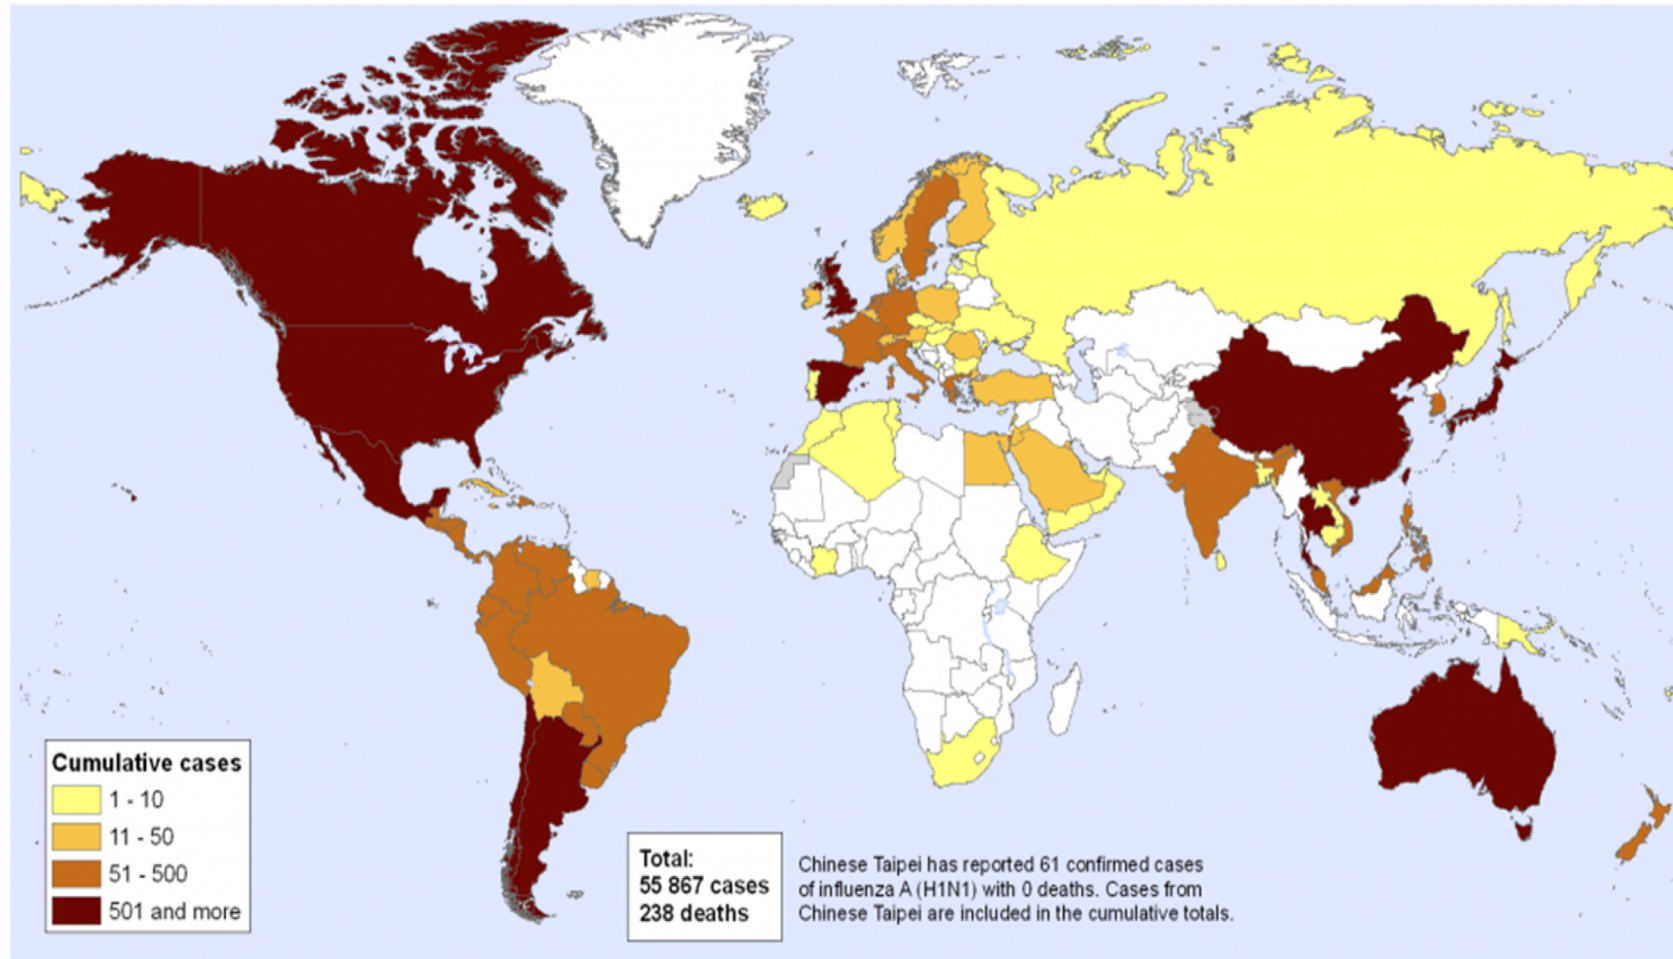 Cumulative cases
1 - 10
11 - 50
51 - 500
501 and more
Total:
55 867 cases
238 deaths
Chinese Taipei has reported 61 confirmed cases
of influenza A (H1N1) with 0 deaths. Cases from
Chinese Taipei are included in the cumulative totals.